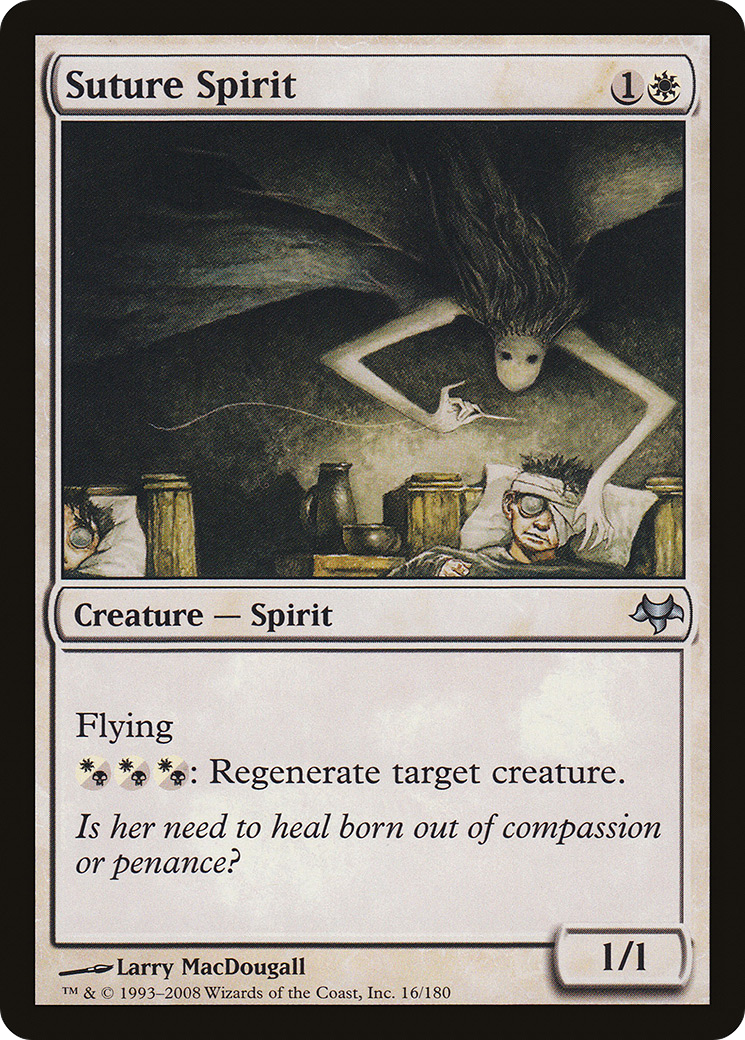 Suture Spirit 1
Creature — Spirit
Flying
: Regenerate target creature.
Is her need to heal born out of compassion
or penance?
1/1
Larry MacDougall
™ & © 1993–2008 Wizards of the Coast, Inc. 16/180